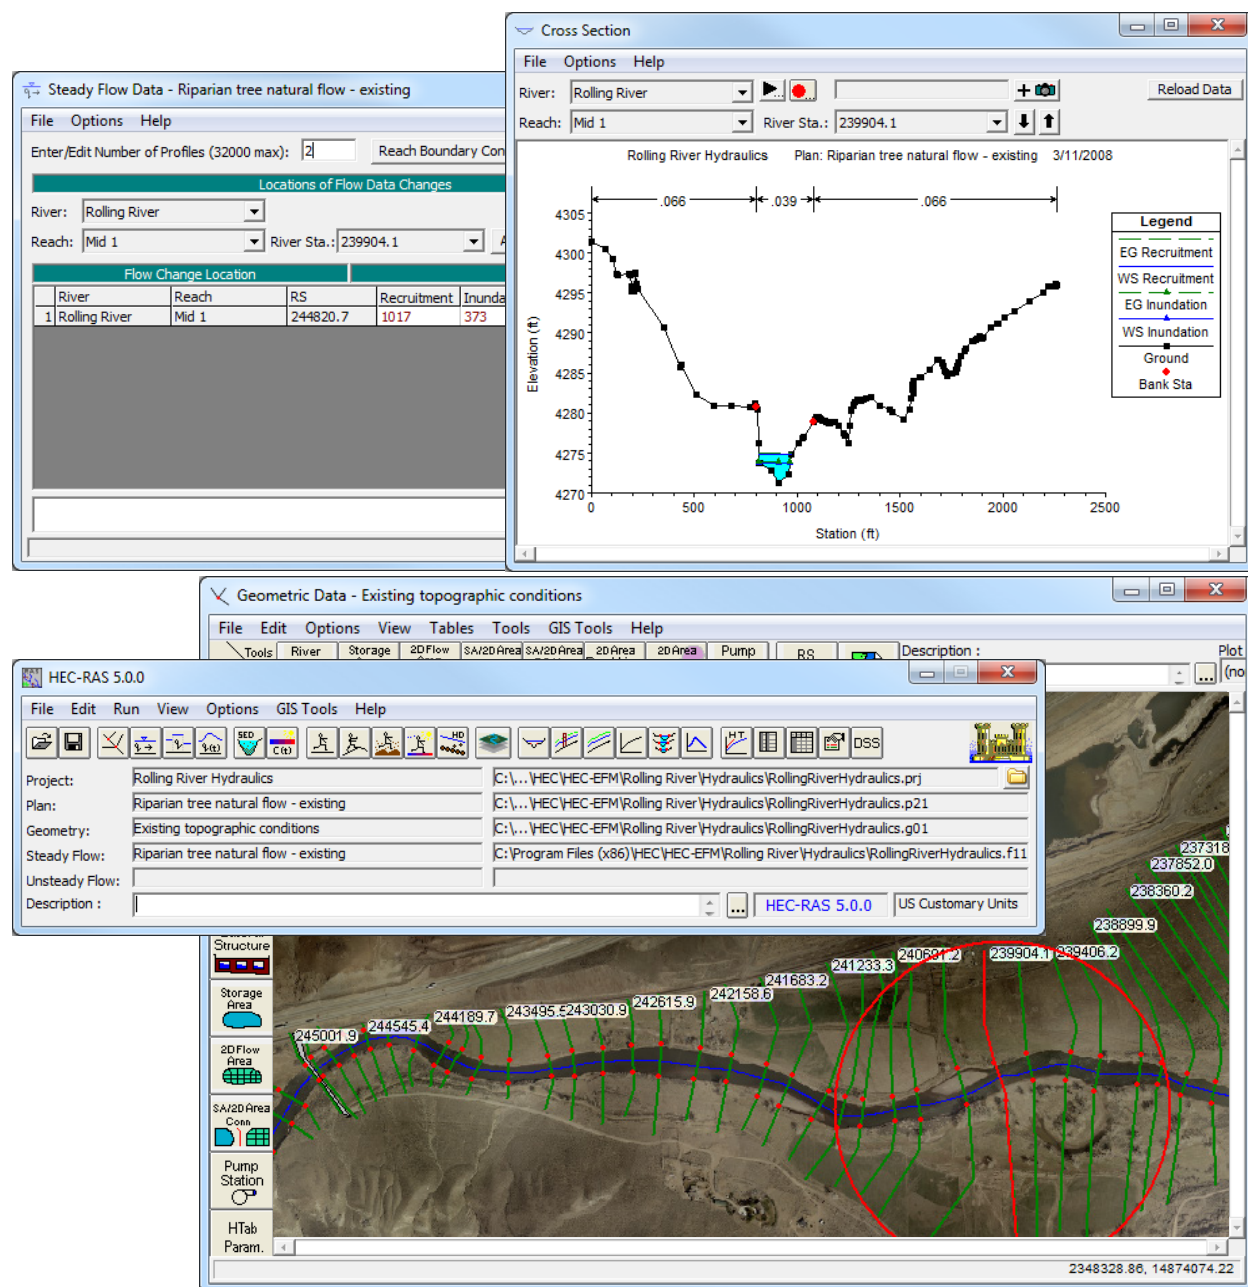 Cross Section
File Options Help
River: Rolling River
Reload Data
Reach: Mid 1 River Sta.: 239904.1
Rolling River Hydraulics Plan: Riparian tree natural flow - existing 3/11/2008
.066 .039 .066
4305
4300
4295
4290
4285
4280
4275
4270
Elevation (ft)
0 500 1000 1500 2000 2500
Station (ft)
Legend
EG Recruitment
WS Recruitment
EG Inundation
WS Inundation
Ground
Bank Sta
Steady Flow Data - Riparian tree natural flow - existing
File Options Help
Enter/Edit Number of Profiles (32000 max): 2 Reach Boundary Con
Locations of Flow Data Changes
River: Rolling River
Reach: Mid 1 River Sta.: 239904.1 A
Flow Change Location
River Reach RS Recruitment Inunda
1 Rolling River Mid 1 244820.7 1017 373
Geometric Data - Existing topographic conditions
File Edit Options View Tables Tools GIS Tools Help
Tools River Storage 2D Flow SA/2D Area SA/2D Area 2D Area 2D Area Pump RS Description : Plot
(no
HEC-RAS 5.0.0
File Edit Run View Options GIS Tools Help
SED C(t) HD HT DSS
Project: Rolling River Hydraulics C:\...\HEC\HEC-EFM\Rolling River\Hydraulics\RollingRiverHydraulics.prj
Plan: Riparian tree natural flow - existing C:\...\HEC\HEC-EFM\Rolling River\Hydraulics\RollingRiverHydraulics.p21
Geometry: Existing topographic conditions C:\...\HEC\HEC-EFM\Rolling River\Hydraulics\RollingRiverHydraulics.g01
Steady Flow: Riparian tree natural flow - existing C:\Program Files (x86)\HEC\HEC-EFM\Rolling River\Hydraulics\RollingRiverHydraulics.f11
Unsteady Flow:
Description : ... HEC-RAS 5.0.0 US Customary Units
Structure
Storage
Area
2D Flow
Area
SA/2D Area
Conn
Pump
Station
HTab
Param.
245001.9
244545.4
244189.7
243495.5
243030.9
242615.9
242158.6
241683.2
241233.3
240691.2
239904.1
239406.2
238899.9
238360.2
237852.0
237318
2348328.86, 14874074.22